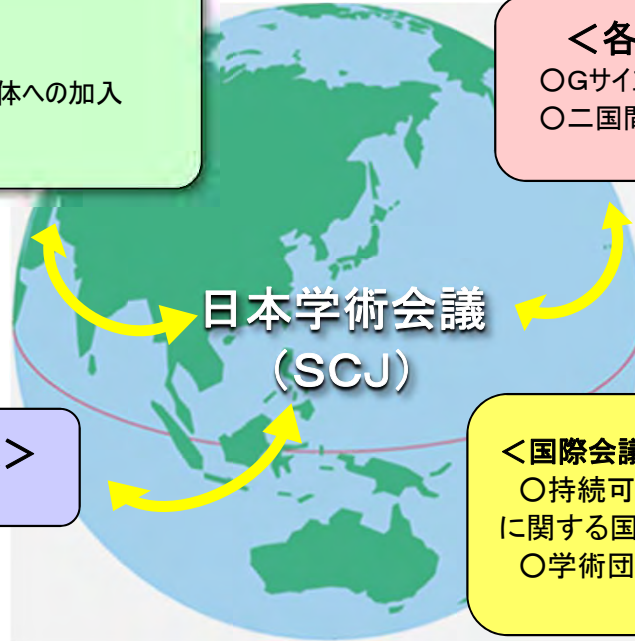 体への加入
<各
○Gサイエ
○二国間
日本学術会議
(SCJ)
>
<国際会議
○持続可
に関する国
○学術団